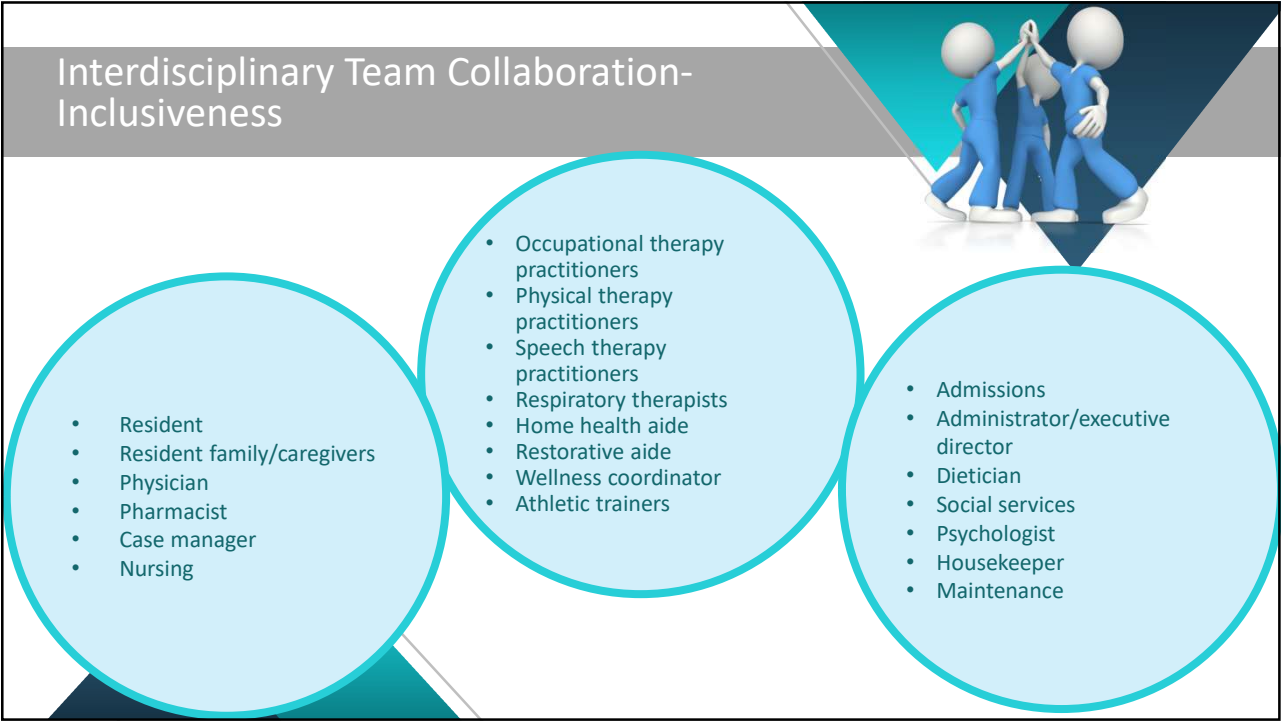 Interdisciplinary Team Collaboration-
Inclusiveness
• Resident
• Resident family/caregivers
• Physician
• Pharmacist
• Case manager
• Nursing
• Occupational therapy
practitioners
• Physical therapy
practitioners
• Speech therapy
practitioners
• Respiratory therapists
• Home health aide
• Restorative aide
• Wellness coordinator
• Athletic trainers
• Admissions
• Administrator/executive
director
• Dietician
• Social services
• Psychologist
• Housekeeper
• Maintenance